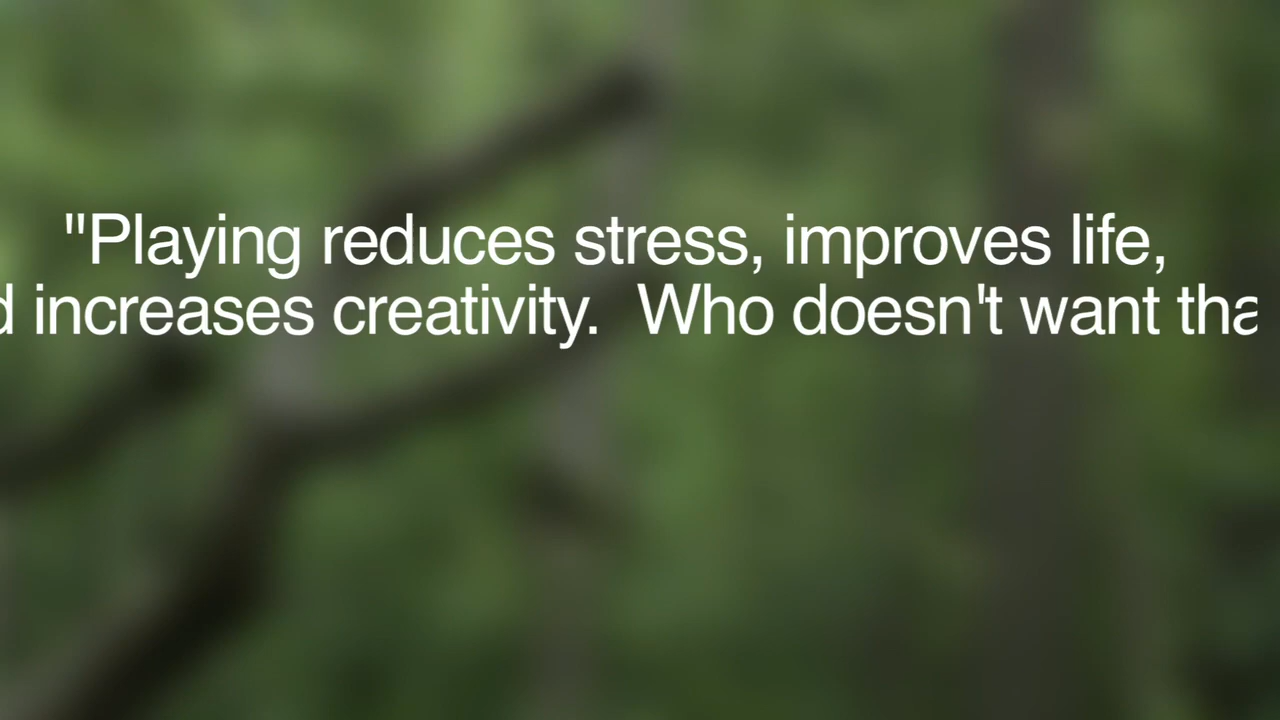 "Playing reduces stress, improves life,
d increases creativity.  Who doesn't want tha